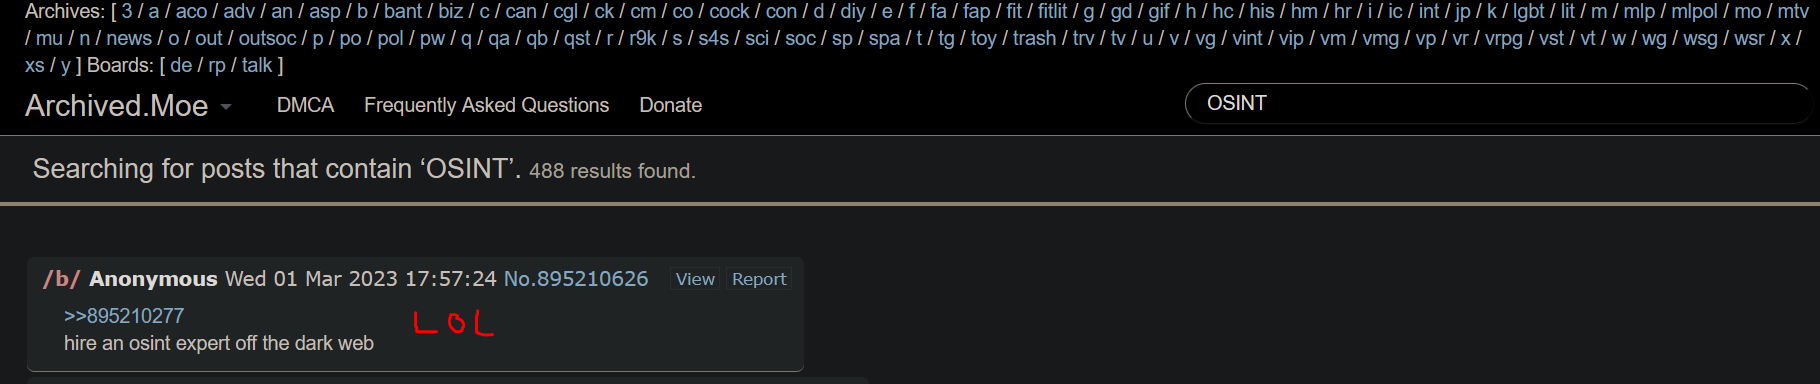 Archives: [ 3 / a / aco / adv / an / asp / b / bant / biz / c / can / cgl / ck / cm / co / cock / con / d / diy / e / f / fa / fap / fit / fitlit / g / gd / gif / h / hc / his / hm / hr / i / ic / int / jp / k / lgbt / lit / m / mlp / mlpol / mo / mtv
/ mu / n / news / o / out / outsoc / p / po / pol / pw / q / qa / qb / qst / r / r9k / s / s4s / sci / soc / sp / spa / t / tg / toy / trash / trv / tv / u / v / vg / vint / vip / vm / vmg / vp / vr / vrpg / vst / vt / w / wg / wsg / wsr / x /
xs / y ] Boards: [ de / rp / talk ]
Archived.Moe DMCA Frequently Asked Questions Donate OSINT
Searching for posts that contain ‘OSINT’. 488 results found.
/b/ Anonymous Wed 01 Mar 2023 17:57:24 No.895210626 View Report
>>895210277
LOL
hire an osint expert off the dark web